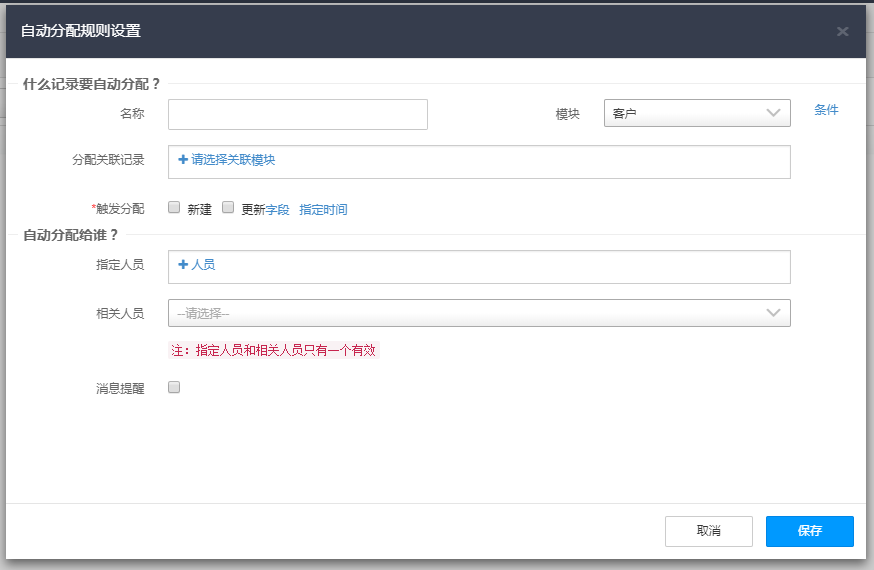 自动分配规则设置
什么记录要自动分配？
名称
模块 客户 条件
分配关联记录 +请选择关联模块
*触发分配 新建 更新字段 指定时间
自动分配给谁？
指定人员 +人员
相关人员 --请选择--
注：指定人员和相关人员只有一个有效
消息提醒
取消 保存